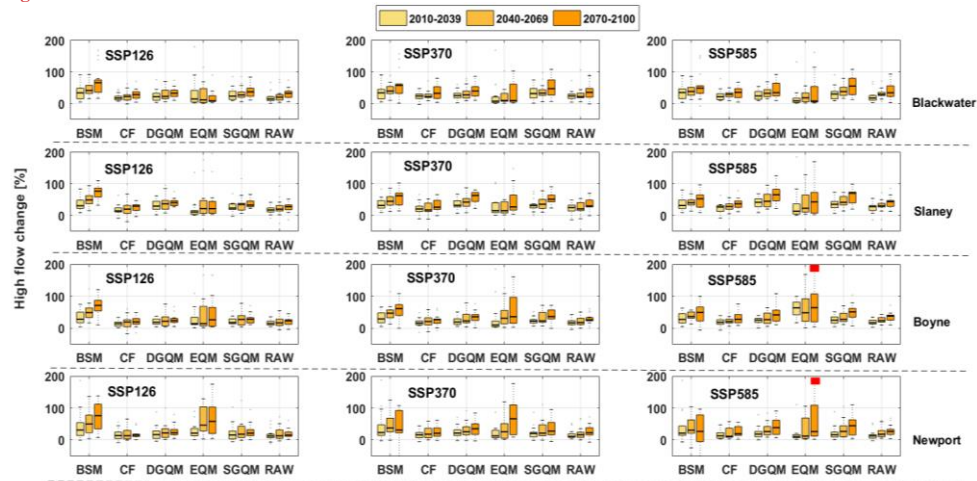 2010-2039 2040-2069 2070-2100
High flow change [%]
200 SSP126 200 SSP370 200 SSP585
100 100 100
0 0 0
BSM CF DGQM EQM SGQM RAW BSM CF DGQM EQM SGQM RAW BSM CF DGQM EQM SGQM RAW Blackwater
200 SSP126 200 SSP370 200 SSP585
100 100 100
0 0 0
BSM CF DGQM EQM SGQM RAW BSM CF DGQM EQM SGQM RAW BSM CF DGQM EQM SGQM RAW Slaney
200 SSP126 200 SSP370 200 SSP585
100 100 100
0 0 0
BSM CF DGQM EQM SGQM RAW BSM CF DGQM EQM SGQM RAW BSM CF DGQM EQM SGQM RAW Boyne
200 SSP126 200 SSP370 200 SSP585
100 100 100
0 0 0
BSM CF DGQM EQM SGQM RAW BSM CF DGQM EQM SGQM RAW BSM CF DGQM EQM SGQM RAW Newport